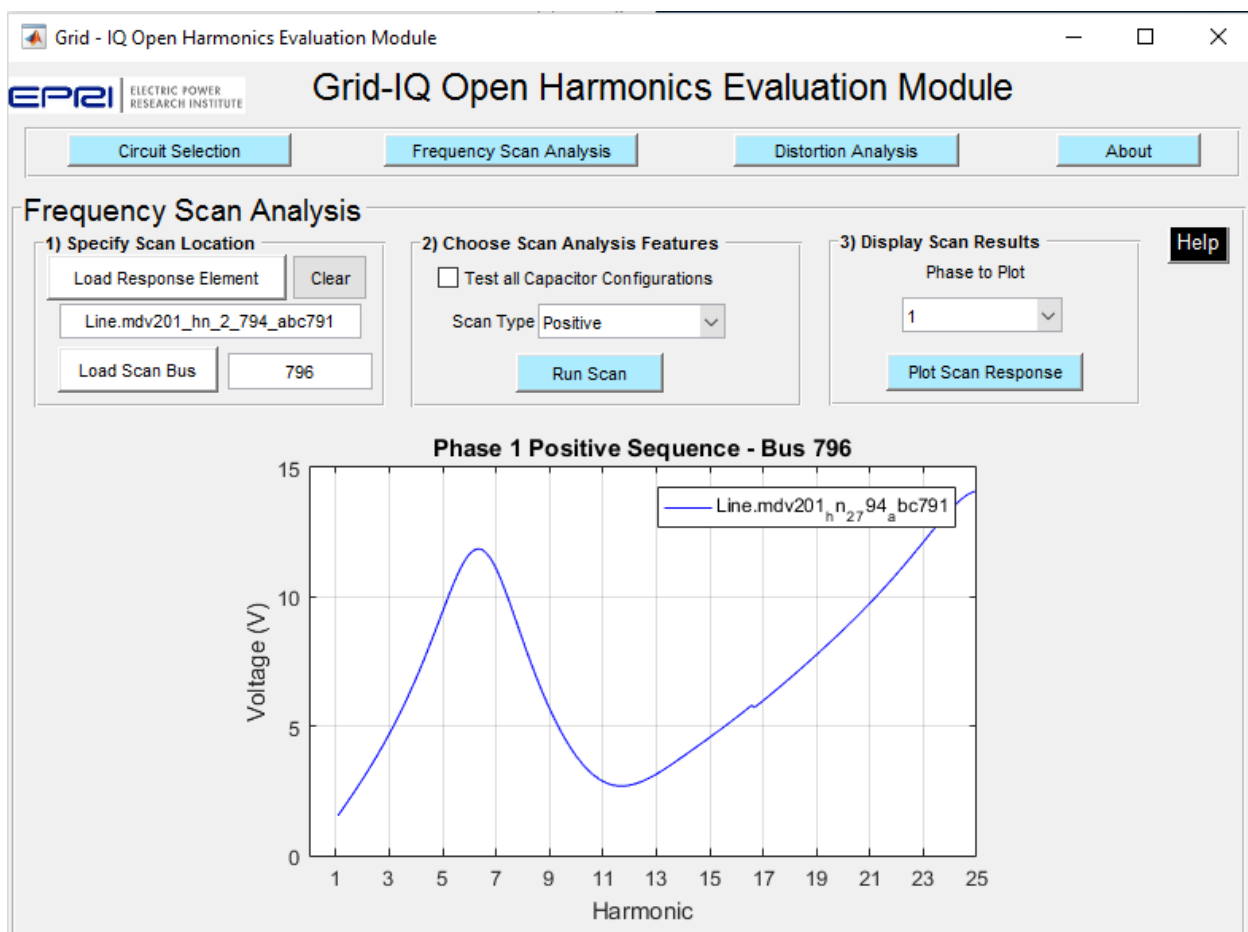 Grid - IQ Open Harmonics Evaluation Module
EPRI ELECTRIC POWER
RESEARCH INSTITUTE
Grid-IQ Open Harmonics Evaluation Module
Circuit Selection
Frequency Scan Analysis
Distortion Analysis
About
Frequency Scan Analysis
1) Specify Scan Location
Load Response Element
Clear
Line.mdv201_hn_2_794_abc791
Load Scan Bus
796
2) Choose Scan Analysis Features
Test all Capacitor Configurations
Scan Type Positive
Run Scan
3) Display Scan Results
Phase to Plot
1
Plot Scan Response
Help
Phase 1 Positive Sequence - Bus 796
Line.mdv201hn2794abc791
15
10
5
0
Voltage (V)
1 3 5 7 9 11 13 15 17 19 21 23 25
Harmonic